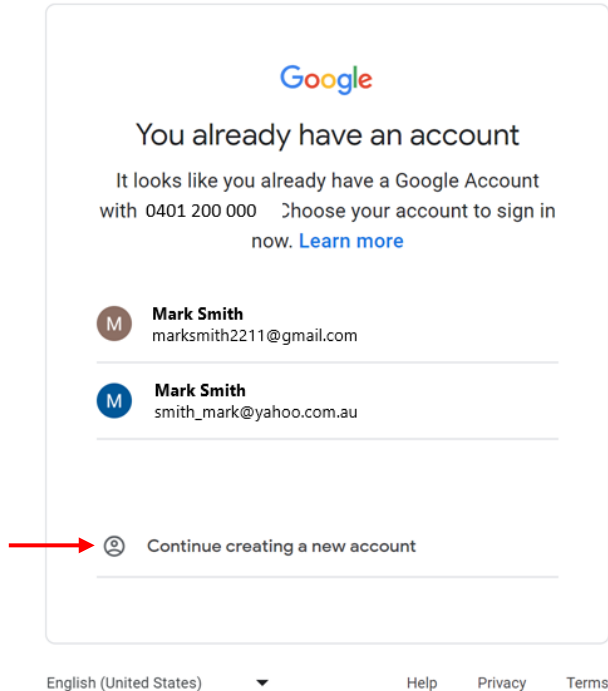 Google
You already have an account
It looks like you already have a Google Account
with 0401 200 000 Choose your account to sign in
now. Learn more
M
Mark Smith
marksmith2211@gmail.com
M
Mark Smith
smith_mark@yahoo.com.au
Continue creating a new account
English (United States) Help Privacy Terms